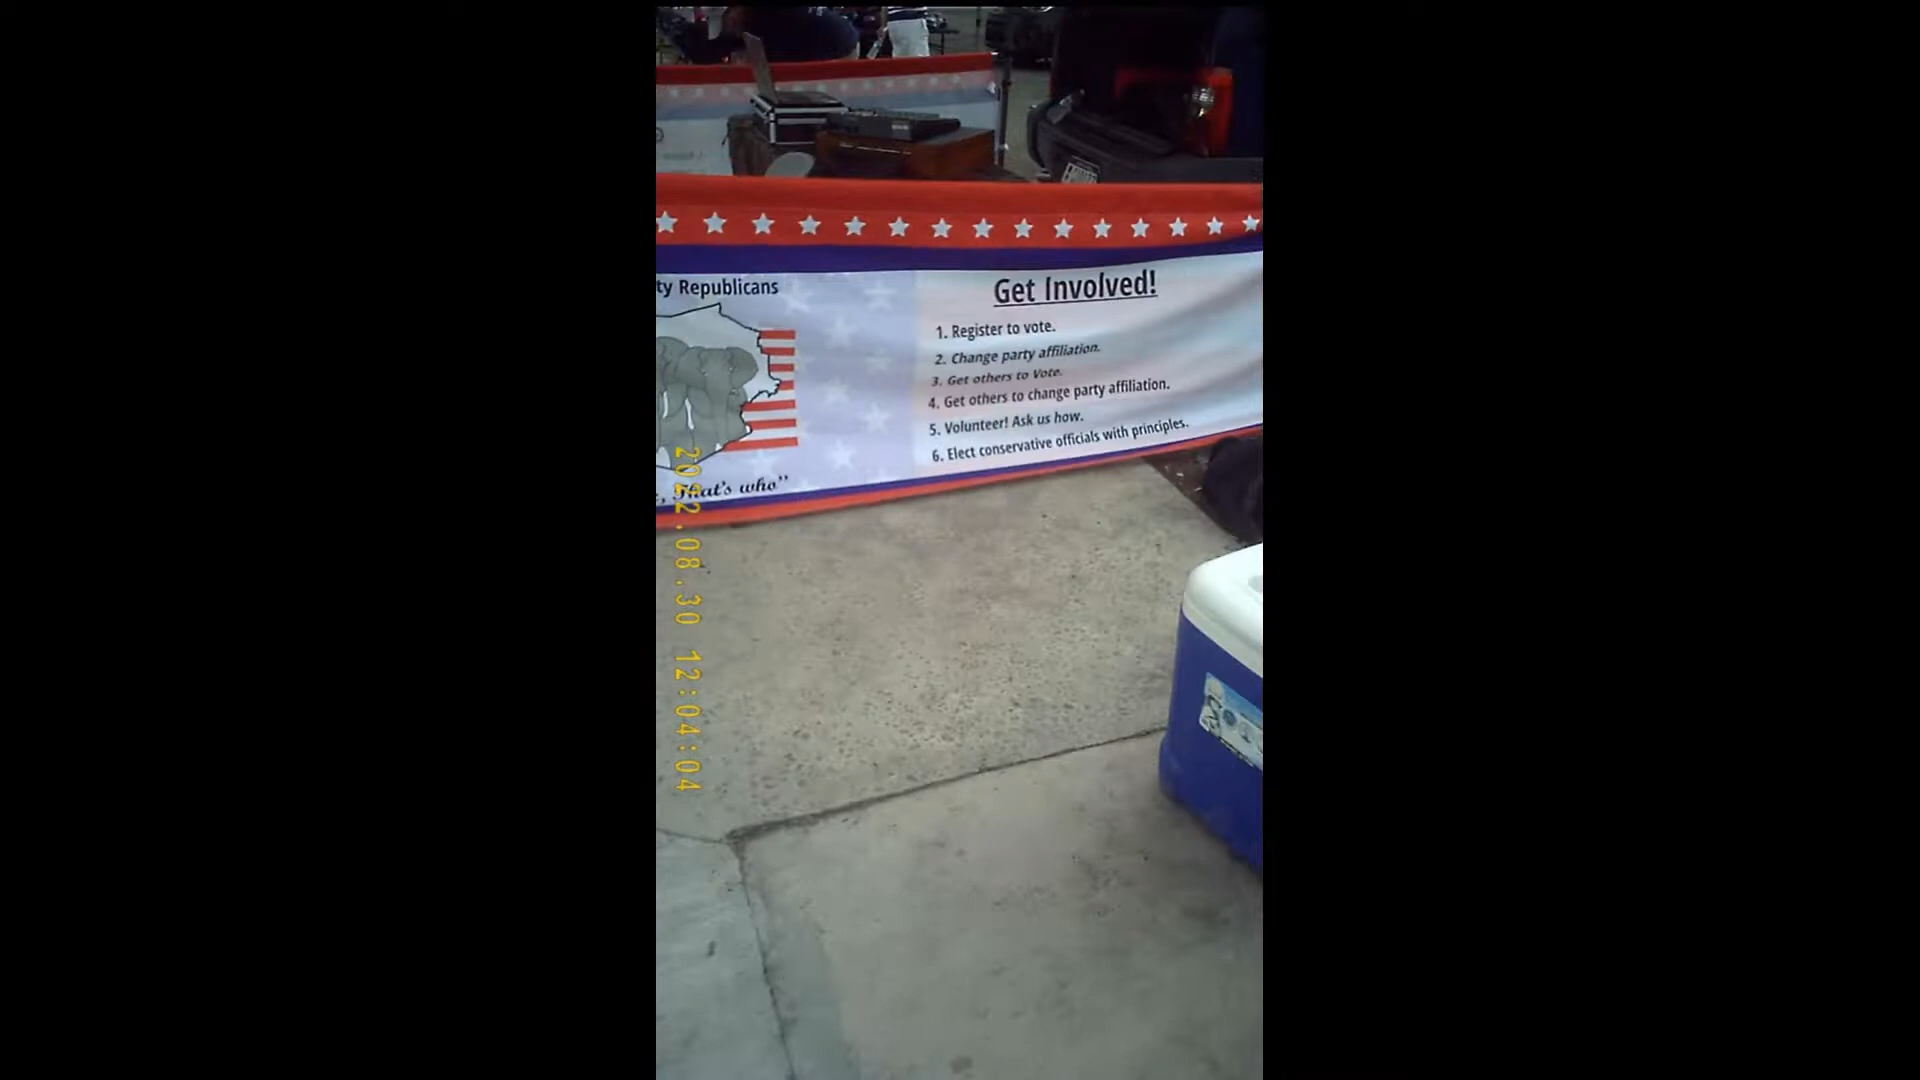 ty Republicans
that's who”
Get Involved!
1. Register to vote.
2. Change party affiliation.
3. Get others to Vote.
4. Get others to change party affiliation.
5. Volunteer! Ask us how.
6. Elect conservative officials with principles.
2022.08.30 12:04:04